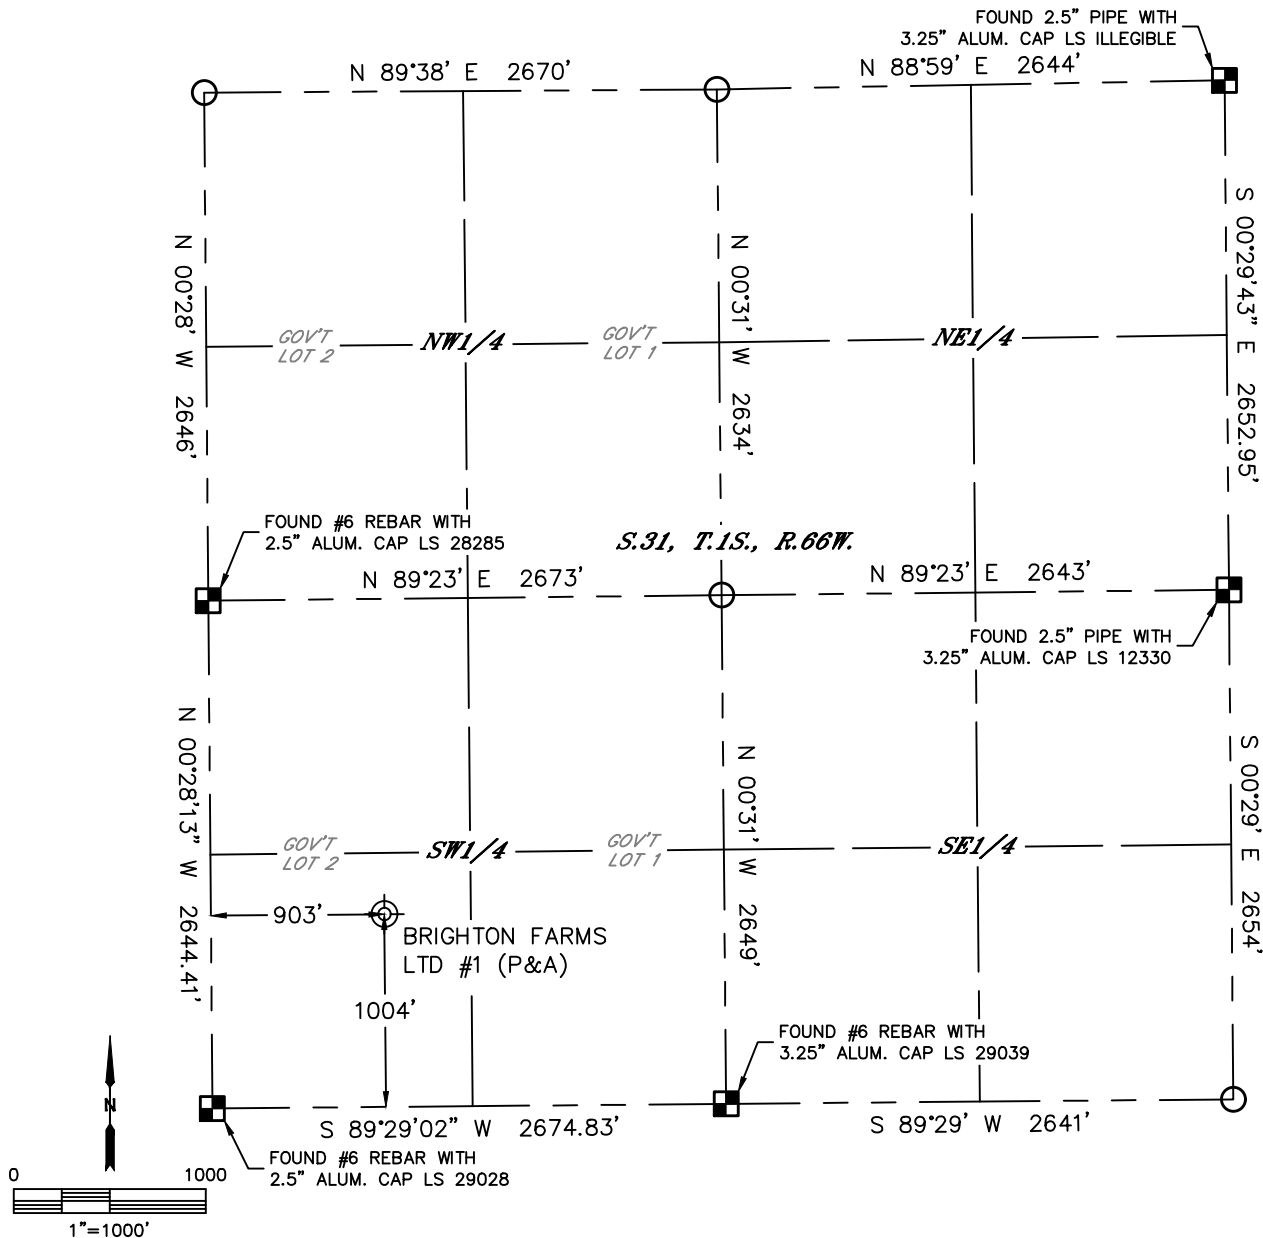 FOUND 2.5" PIPE WITH
3.25" ALUM. CAP LS ILLEGIBLE
N 89°38' E 2670'
N 88°59' E 2644'
N 00°28' W 2646'
N 00°31' W 2634'
S 00°29'43" E 2652.95'
GOV'T
LOT 2
NW1/4
GOV'T
LOT 1
NE1/4
FOUND #6 REBAR WITH
2.5" ALUM. CAP LS 28285
S.31, T.1S., R.66W.
N 89°23' E 2673'
N 89°23' E 2643'
FOUND 2.5" PIPE WITH
3.25" ALUM. CAP LS 12330
N 00°28'13" W 2644.41'
N 00°31' W 2649'
S 00°29' E 2654'
GOV'T
LOT 2
SW1/4
GOV'T
LOT 1
SE1/4
903'
BRIGHTON FARMS
LTD #1 (P&A)
1004'
FOUND #6 REBAR WITH
3.25" ALUM. CAP LS 29039
N
S 89°29'02" W 2674.83'
S 89°29' W 2641'
FOUND #6 REBAR WITH
2.5" ALUM. CAP LS 29028
0 1000
1"=1000'